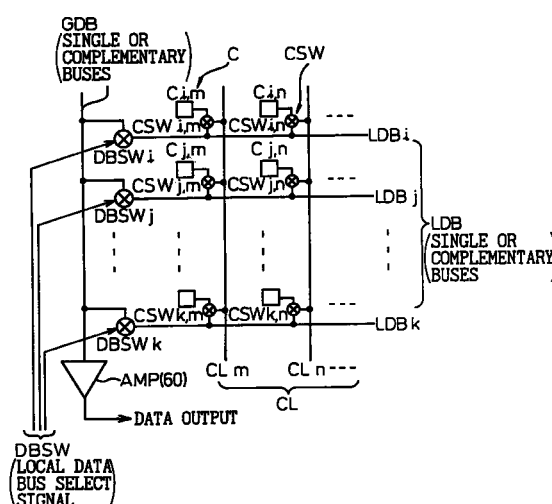 GDB
(SINGLE OR
COMPLEMENTARY
BUSES)
C
CSW
Ci,m
Ci,n
CSWi,m
CSWi,n
LDBi
DBSWi
Cj,m
Cj,n
CSWj,m
CSWj,n
LDBj
DBSWj
LDB
(SINGLE OR
COMPLEMENTARY
BUSES)
CSWk,m
CSWk,n
LDBk
DBSWk
CLm
CLn
CL
AMP(60)
DATA OUTPUT
DBSW
(LOCAL DATA
BUS SELECT
SIGNAL